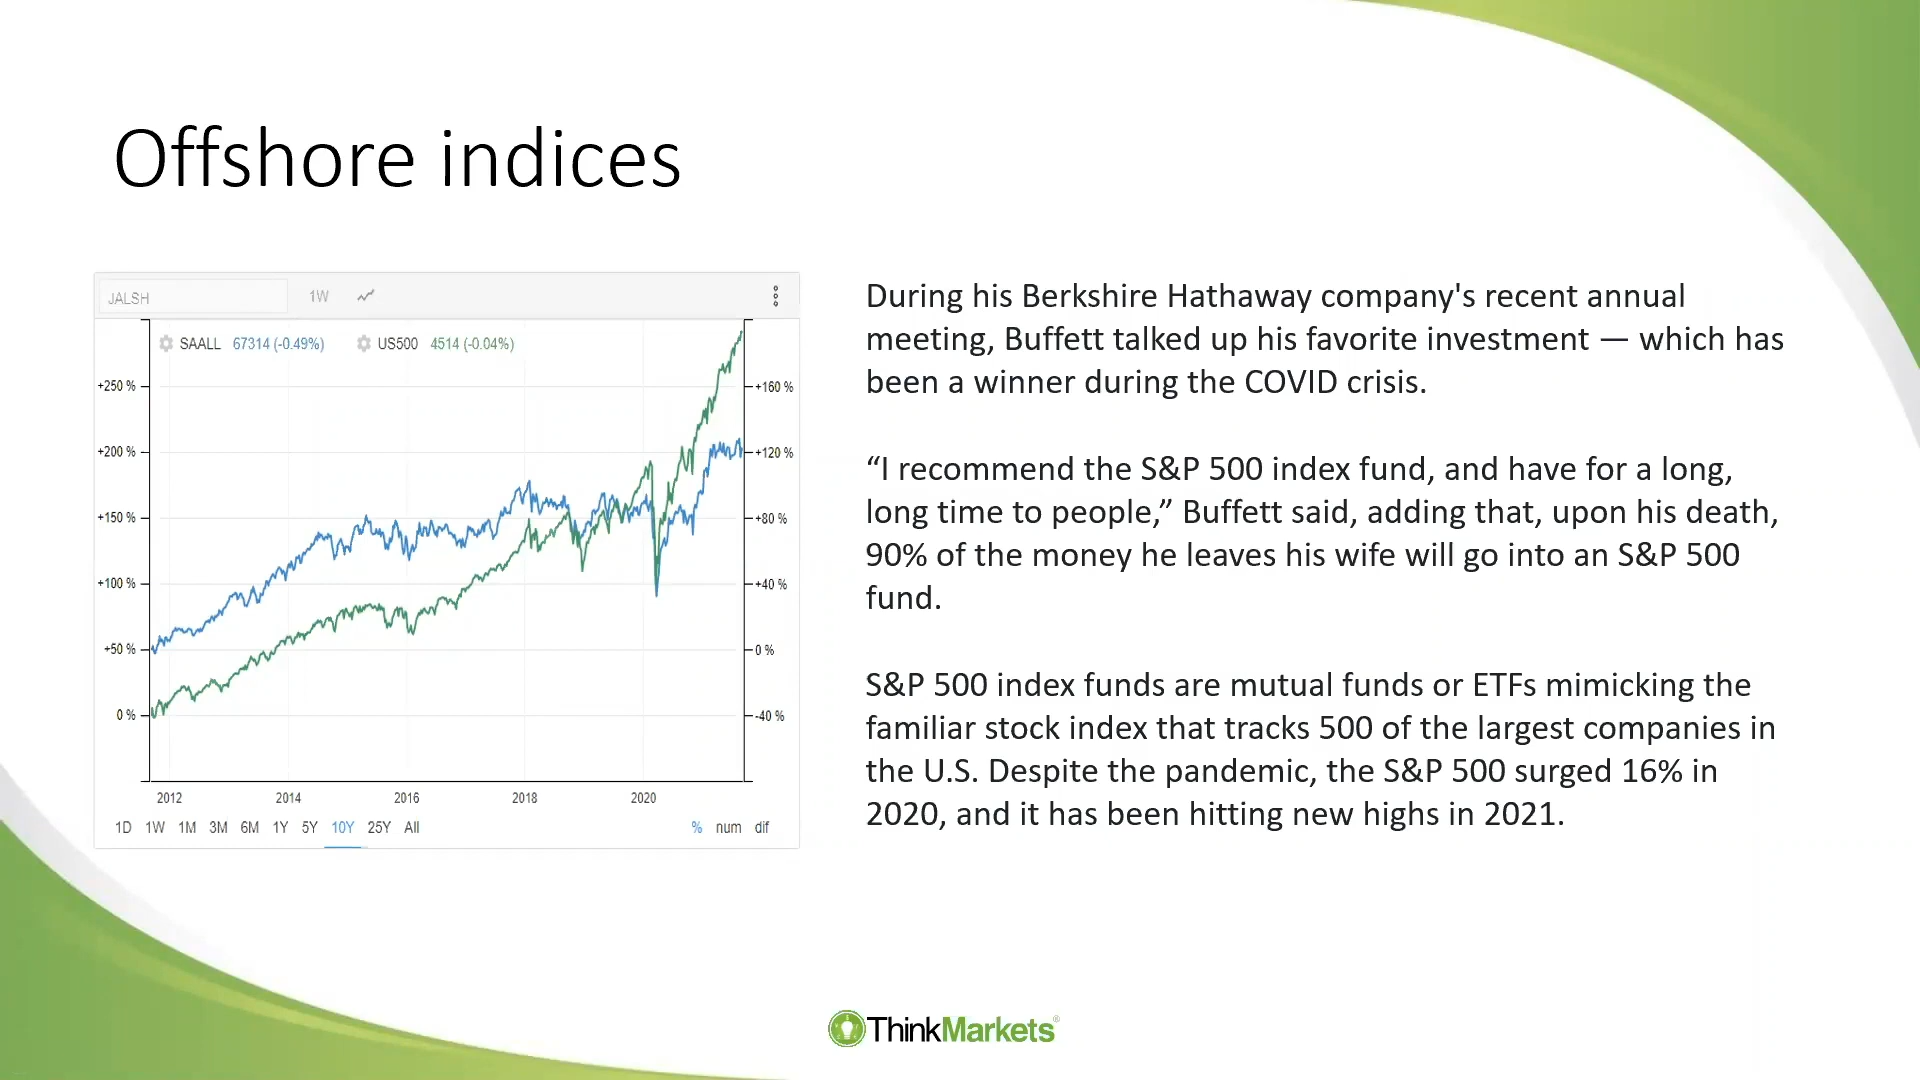 Offshore indices
JALSH 1W
SAALL 67314 (-0.49%) US500 4514 (-0.04%)
+250 % +160 %
+200 % +120 %
+150 % +80 %
+100 % +40 %
+50 % 0 %
0 % -40 %
2012 2014 2016 2018 2020
1D 1W 1M 3M 6M 1Y 5Y 10Y 25Y All % num dif
During his Berkshire Hathaway company's recent annual
meeting, Buffett talked up his favorite investment — which has
been a winner during the COVID crisis.
“I recommend the S&P 500 index fund, and have for a long,
long time to people,” Buffett said, adding that, upon his death,
90% of the money he leaves his wife will go into an S&P 500
fund.
S&P 500 index funds are mutual funds or ETFs mimicking the
familiar stock index that tracks 500 of the largest companies in
the U.S. Despite the pandemic, the S&P 500 surged 16% in
2020, and it has been hitting new highs in 2021.
ThinkMarkets®